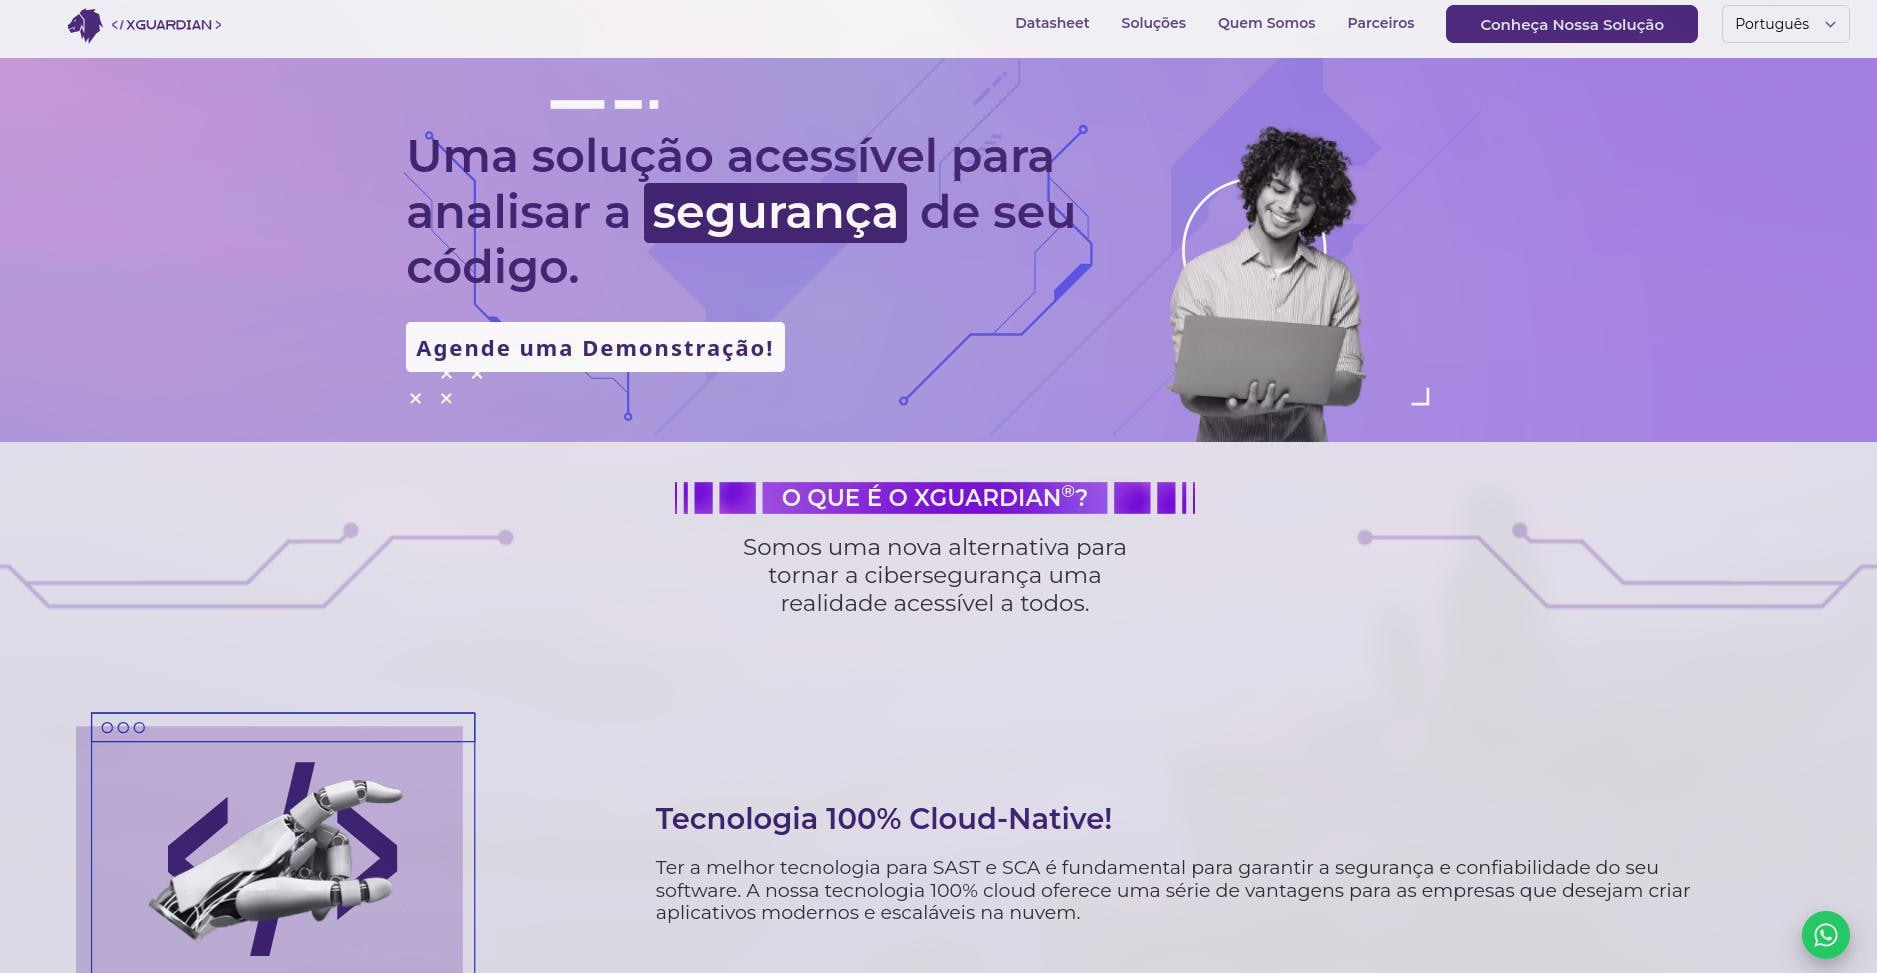 </XGUARDIAN>
Datasheet
Soluções
Quem Somos
Parceiros
Conheça Nossa Solução
Português
Uma solução acessível para
analisar a segurança de seu
código.
Agende uma Demonstração!
O QUE É O XGUARDIAN®?
Somos uma nova alternativa para
tornar a cibersegurança uma
realidade acessível a todos.
Tecnologia 100% Cloud-Native!
Ter a melhor tecnologia para SAST e SCA é fundamental para garantir a segurança e confiabilidade do seu
software. A nossa tecnologia 100% cloud oferece uma série de vantagens para as empresas que desejam criar
aplicativos modernos e escaláveis na nuvem.